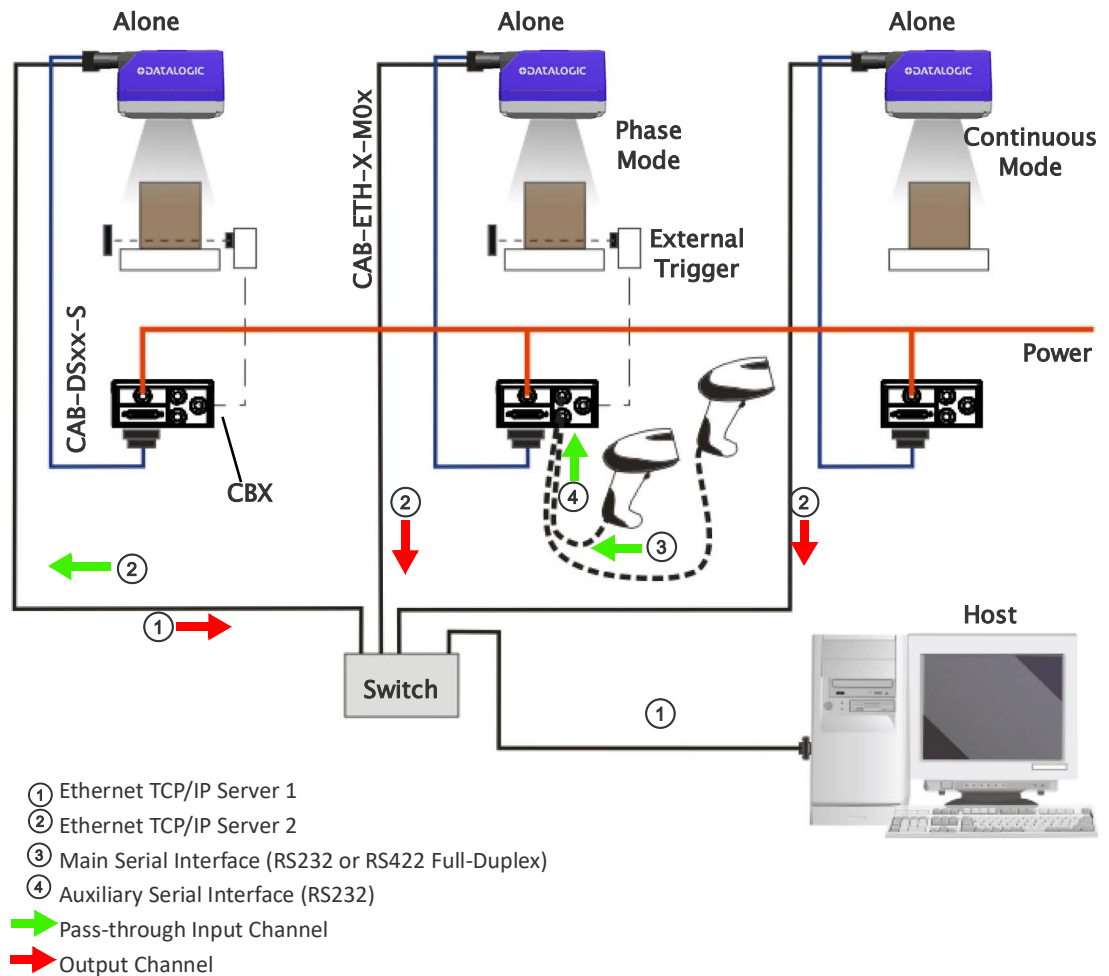 Alone
Alone
Alone
DATALOGIC
DATALOGIC
DATALOGIC
Phase
Mode
Continuous
Mode
CAB-ETH-X-M0x
External
Trigger
CAB-DSxx-S
Power
CBX
4
2
2
3
2
1
Host
Switch
1
1 Ethernet TCP/IP Server 1
2 Ethernet TCP/IP Server 2
3 Main Serial Interface (RS232 or RS422 Full-Duplex)
4 Auxiliary Serial Interface (RS232)
Pass-through Input Channel
Output Channel